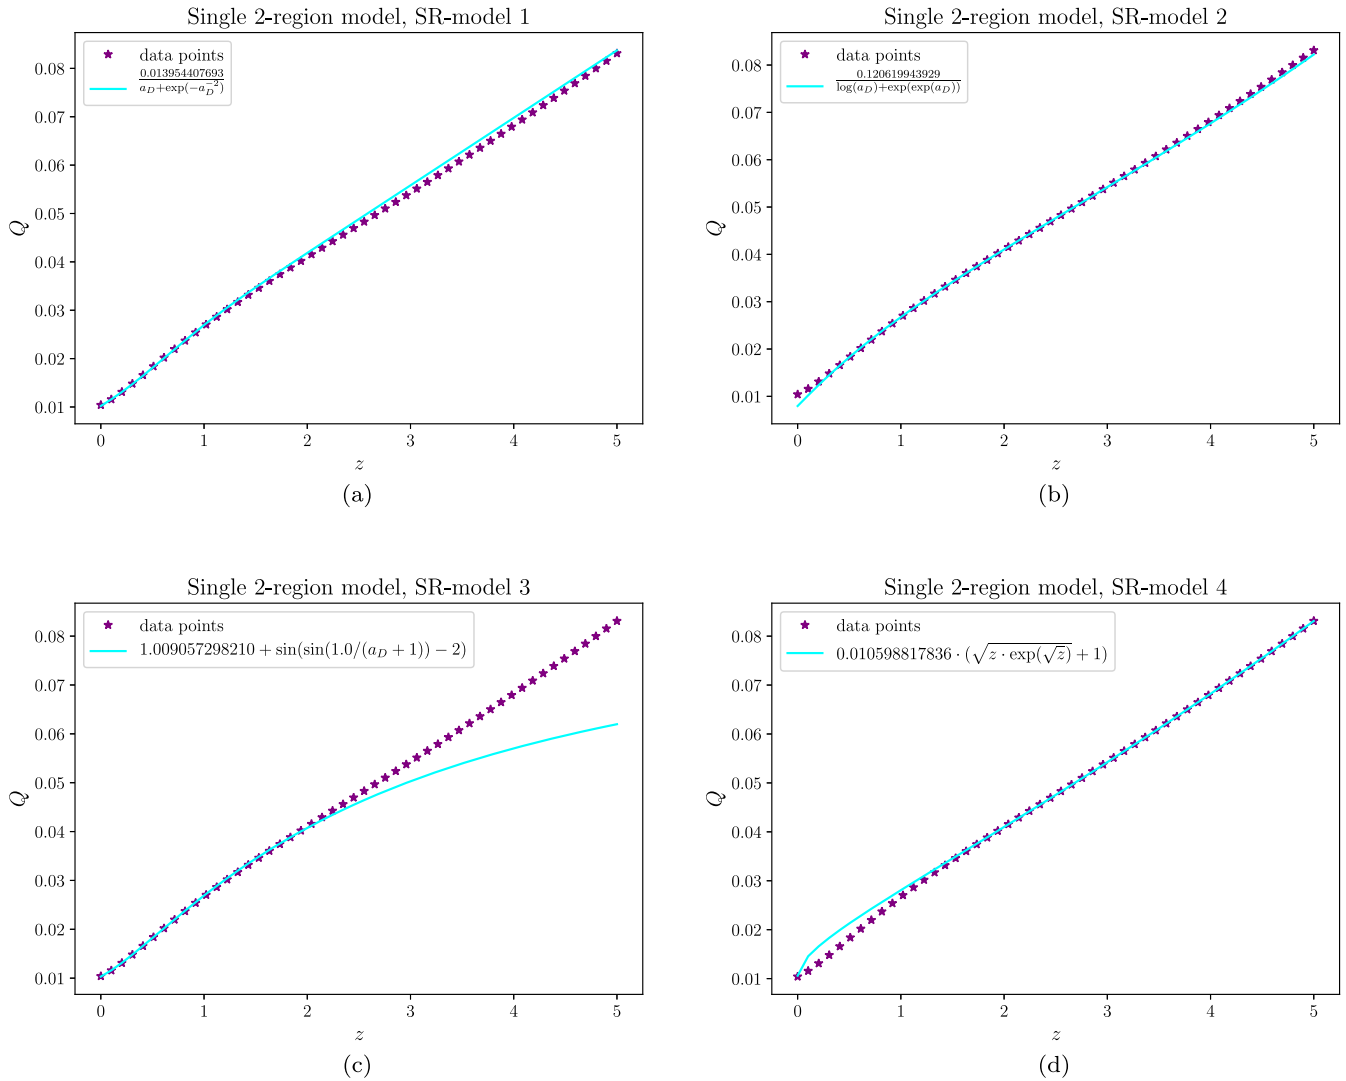 Single 2-region model, SR-model 1
data points
0.013954407693
a_D+exp(−a_D^{−2})
0.08
0.07
0.06
0.05
0.04
0.03
0.02
0.01
Q
0 1 2 3 4 5
z
(a)
Single 2-region model, SR-model 2
data points
0.120619943929
log(a_D)+exp(exp(a_D))
0.08
0.07
0.06
0.05
0.04
0.03
0.02
0.01
Q
0 1 2 3 4 5
z
(b)
Single 2-region model, SR-model 3
data points
1.009057298210 + sin(sin(1.0/(a_D + 1)) − 2)
0.08
0.07
0.06
0.05
0.04
0.03
0.02
0.01
Q
0 1 2 3 4 5
z
(c)
Single 2-region model, SR-model 4
data points
0.010598817836 · (√(z · exp(√z)) + 1)
0.08
0.07
0.06
0.05
0.04
0.03
0.02
0.01
Q
0 1 2 3 4 5
z
(d)